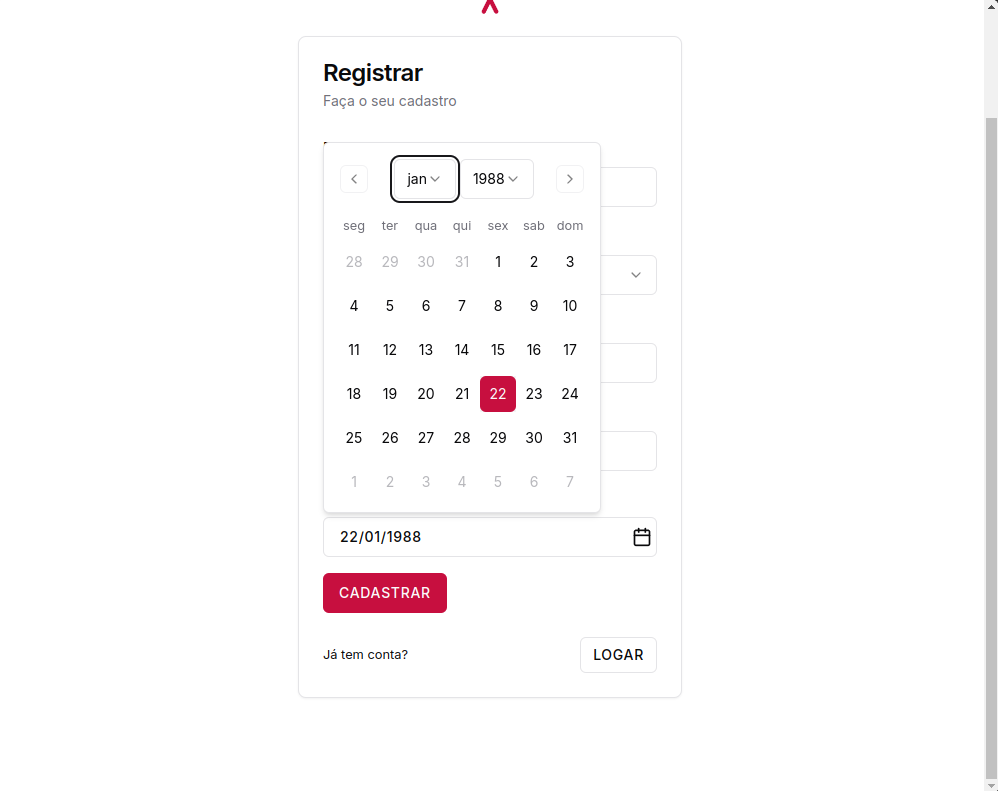 Registrar
Faça o seu cadastro
jan 1988
seg ter qua qui sex sab dom
28 29 30 31 1 2 3
4 5 6 7 8 9 10
11 12 13 14 15 16 17
18 19 20 21 22 23 24
25 26 27 28 29 30 31
1 2 3 4 5 6 7
22/01/1988
CADASTRAR
Já tem conta? LOGAR